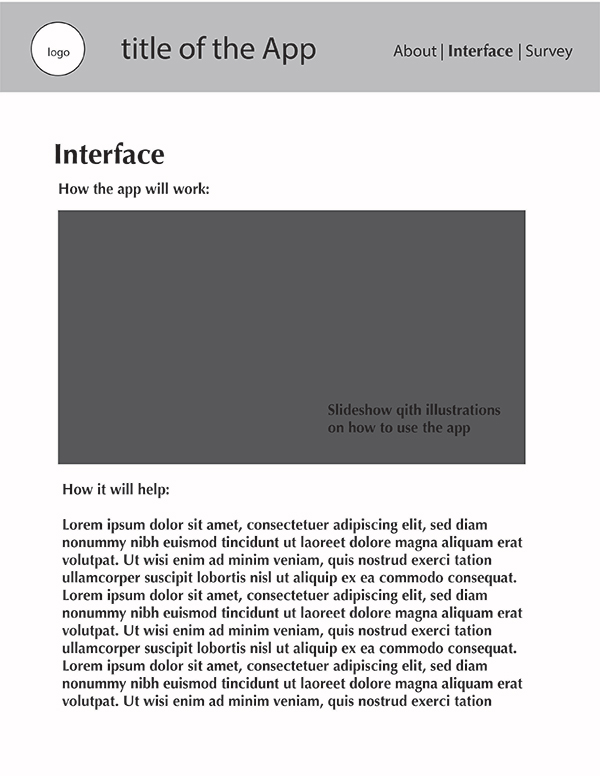 logo
title of the App
About | Interface | Survey
Interface
How the app will work:
Slideshow qith illustrations
on how to use the app
How it will help:
Lorem ipsum dolor sit amet, consectetuer adipiscing elit, sed diam
nonummy nibh euismod tincidunt ut laoreet dolore magna aliquam erat
volutpat. Ut wisi enim ad minim veniam, quis nostrud exerci tation
ullamcorper suscipit lobortis nisl ut aliquip ex ea commodo consequat.
Lorem ipsum dolor sit amet, consectetuer adipiscing elit, sed diam
nonummy nibh euismod tincidunt ut laoreet dolore magna aliquam erat
volutpat. Ut wisi enim ad minim veniam, quis nostrud exerci tation
ullamcorper suscipit lobortis nisl ut aliquip ex ea commodo consequat.
Lorem ipsum dolor sit amet, consectetuer adipiscing elit, sed diam
nonummy nibh euismod tincidunt ut laoreet dolore magna aliquam erat
volutpat. Ut wisi enim ad minim veniam, quis nostrud exerci tation